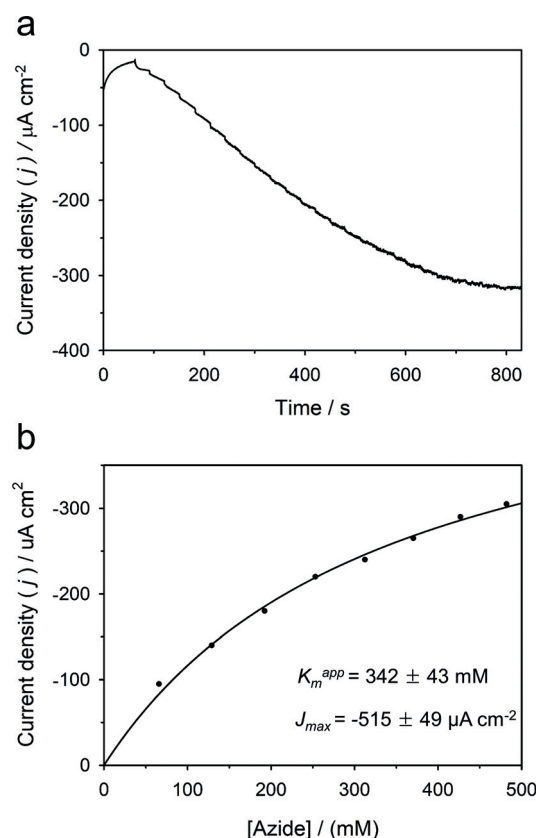 a
0
-100
-200
-300
-400
Current density ( j ) / µA cm-2
0 200 400 600 800
Time / s
b
-300
-200
-100
0
Current density ( j ) / uA cm2
Kmapp = 342 ± 43 mM
Jmax = -515 ± 49 µA cm-2
0 100 200 300 400 500
[Azide] / (mM)